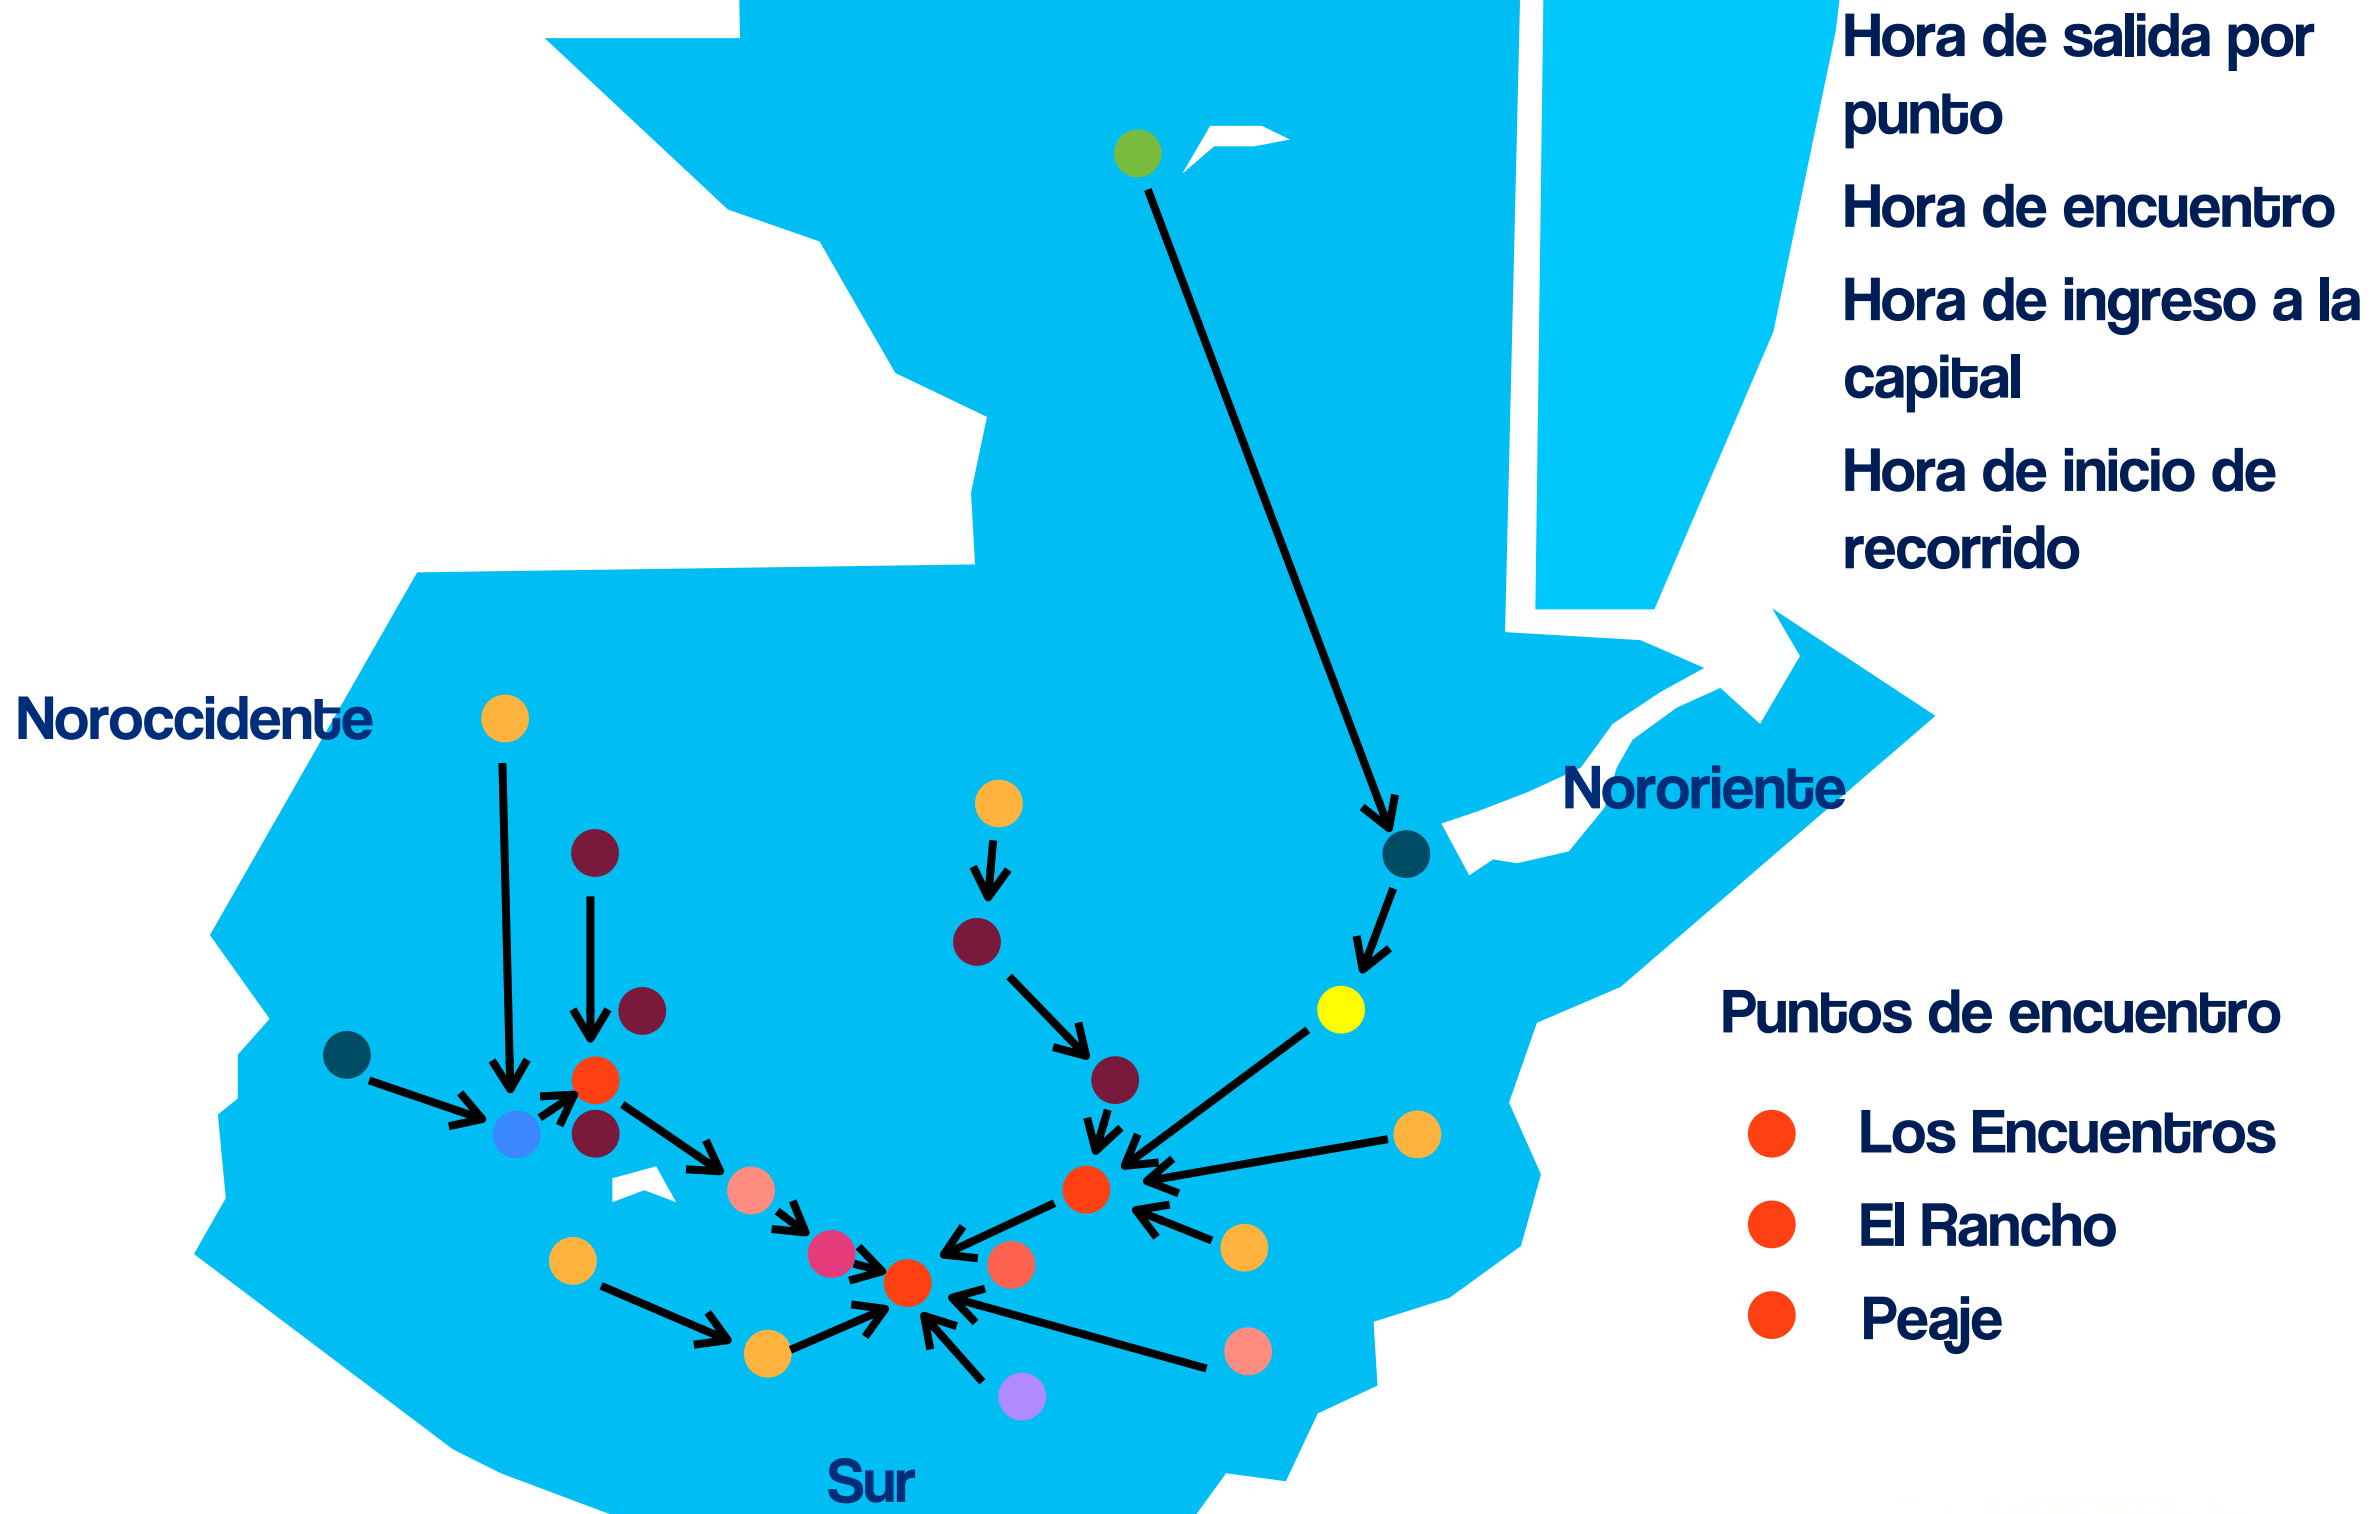 Hora de salida por
punto
Hora de encuentro
Hora de ingreso a la
capital
Hora de inicio de
recorrido
Noroccidente
Nororiente
Puntos de encuentro
Los Encuentros
El Rancho
Peaje
Sur